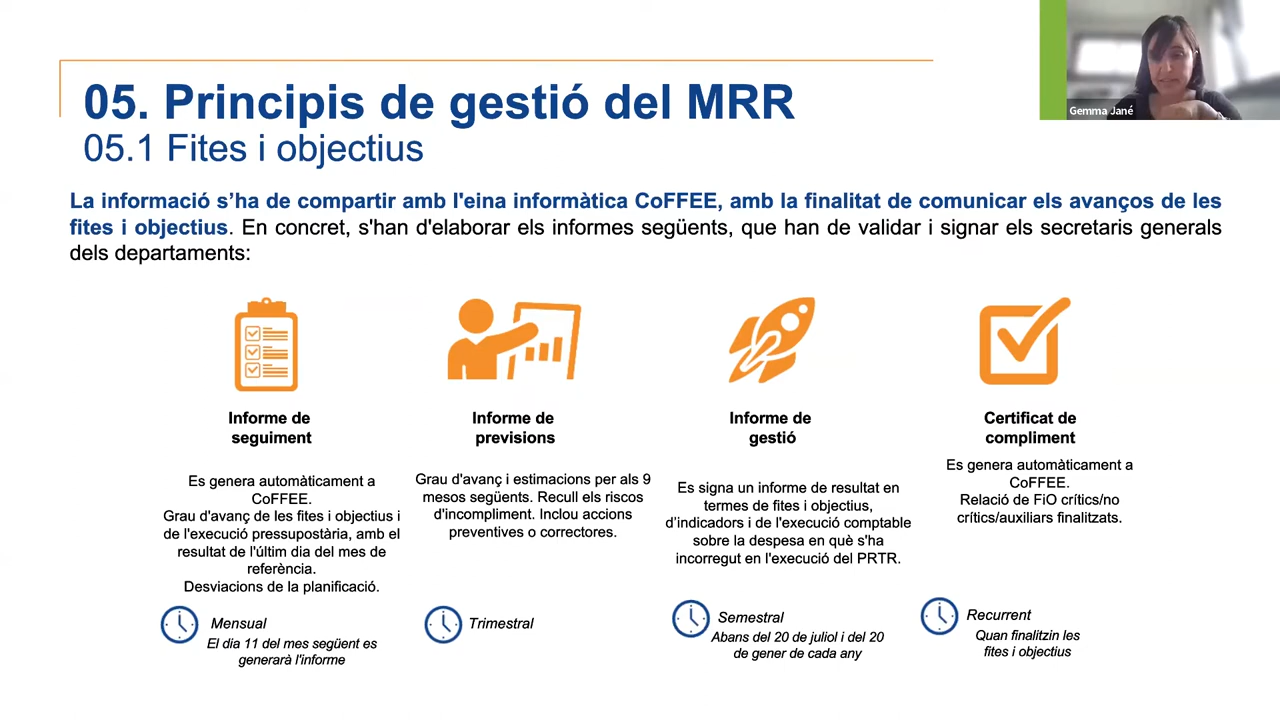 05. Principis de gestió del MRR
05.1 Fites i objectius
Gemma Jané
La informació s'ha de compartir amb l'eina informàtica CoFFEE, amb la finalitat de comunicar els avanços de les
fites i objectius. En concret, s'han d'elaborar els informes següents, que han de validar i signar els secretaris generals
dels departaments:
Informe de
seguiment
Es genera automàticament a
CoFFEE.
Grau d'avanç de les fites i objectius i
de l'execució pressupostària, amb el
resultat de l'últim dia del mes de
referència.
Desviacions de la planificació.
Mensual
El dia 11 del mes següent es
generarà l'informe
Informe de
previsions
Grau d'avanç i estimacions per als 9
mesos següents. Recull els riscos
d'incompliment. Inclou accions
preventives o correctores.
Trimestral
Informe de
gestió
Es signa un informe de resultat en
termes de fites i objectius,
d'indicadors i de l'execució comptable
sobre la despesa en què s'ha
incorregut en l'execució del PRTR.
Semestral
Abans del 20 de juliol i del 20
de gener de cada any
Certificat de
compliment
Es genera automàticament a
CoFFEE.
Relació de FiO crítics/no
crítics/auxiliars finalitzats.
Recurrent
Quan finalitzin les
fites i objectius